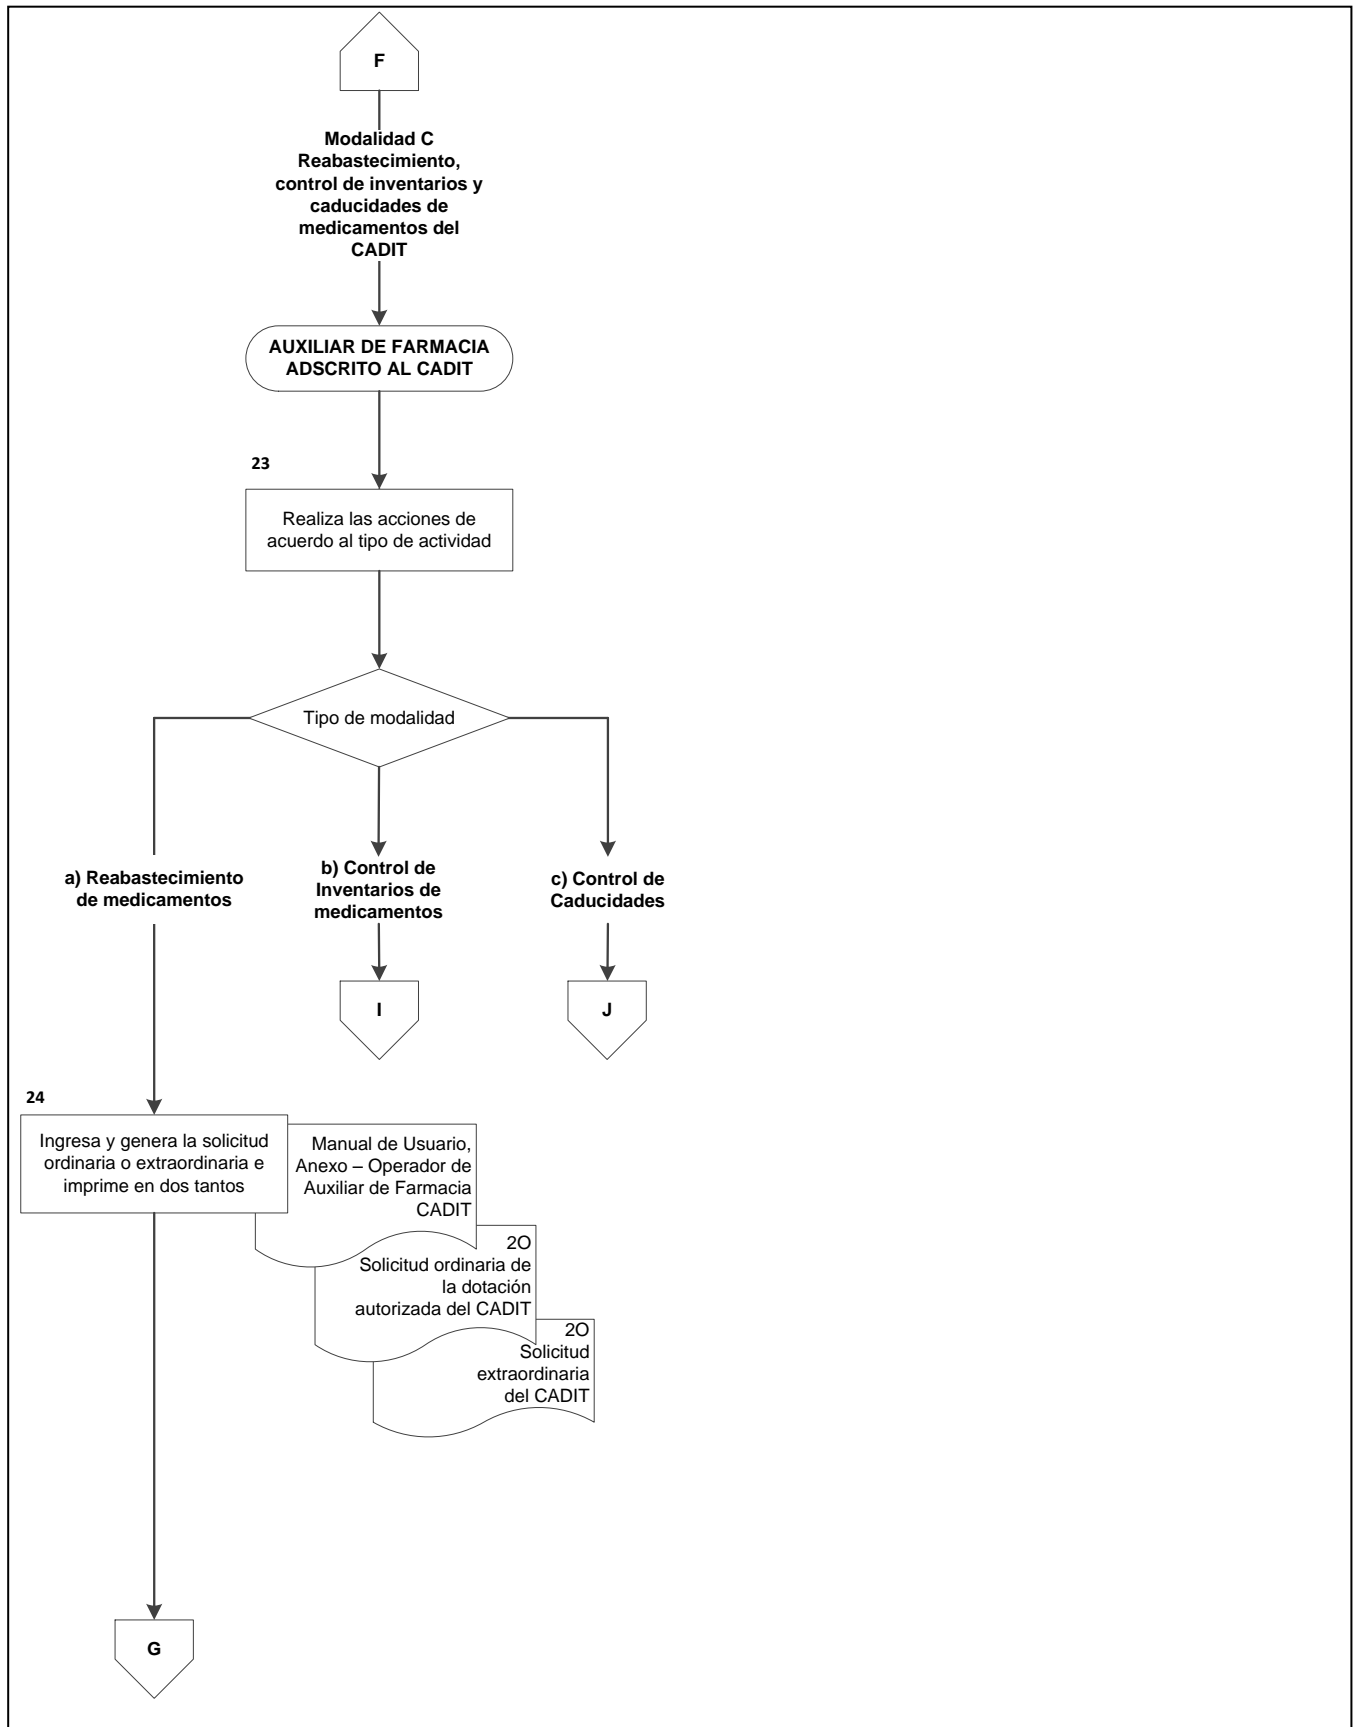 F
Modalidad C
Reabastecimiento,
control de inventarios y
caducidades de
medicamentos del
CADIT
AUXILIAR DE FARMACIA
ADSCRITO AL CADIT
23
Realiza las acciones de
acuerdo al tipo de actividad
Tipo de modalidad
a) Reabastecimiento
de medicamentos
b) Control de
Inventarios de
medicamentos
c) Control de
Caducidades
I
J
24
Ingresa y genera la solicitud
ordinaria o extraordinaria e
imprime en dos tantos
Manual de Usuario,
Anexo – Operador de
Auxiliar de Farmacia
CADIT
2O
Solicitud ordinaria de
la dotación
autorizada del CADIT
2O
Solicitud
extraordinaria
del CADIT
G